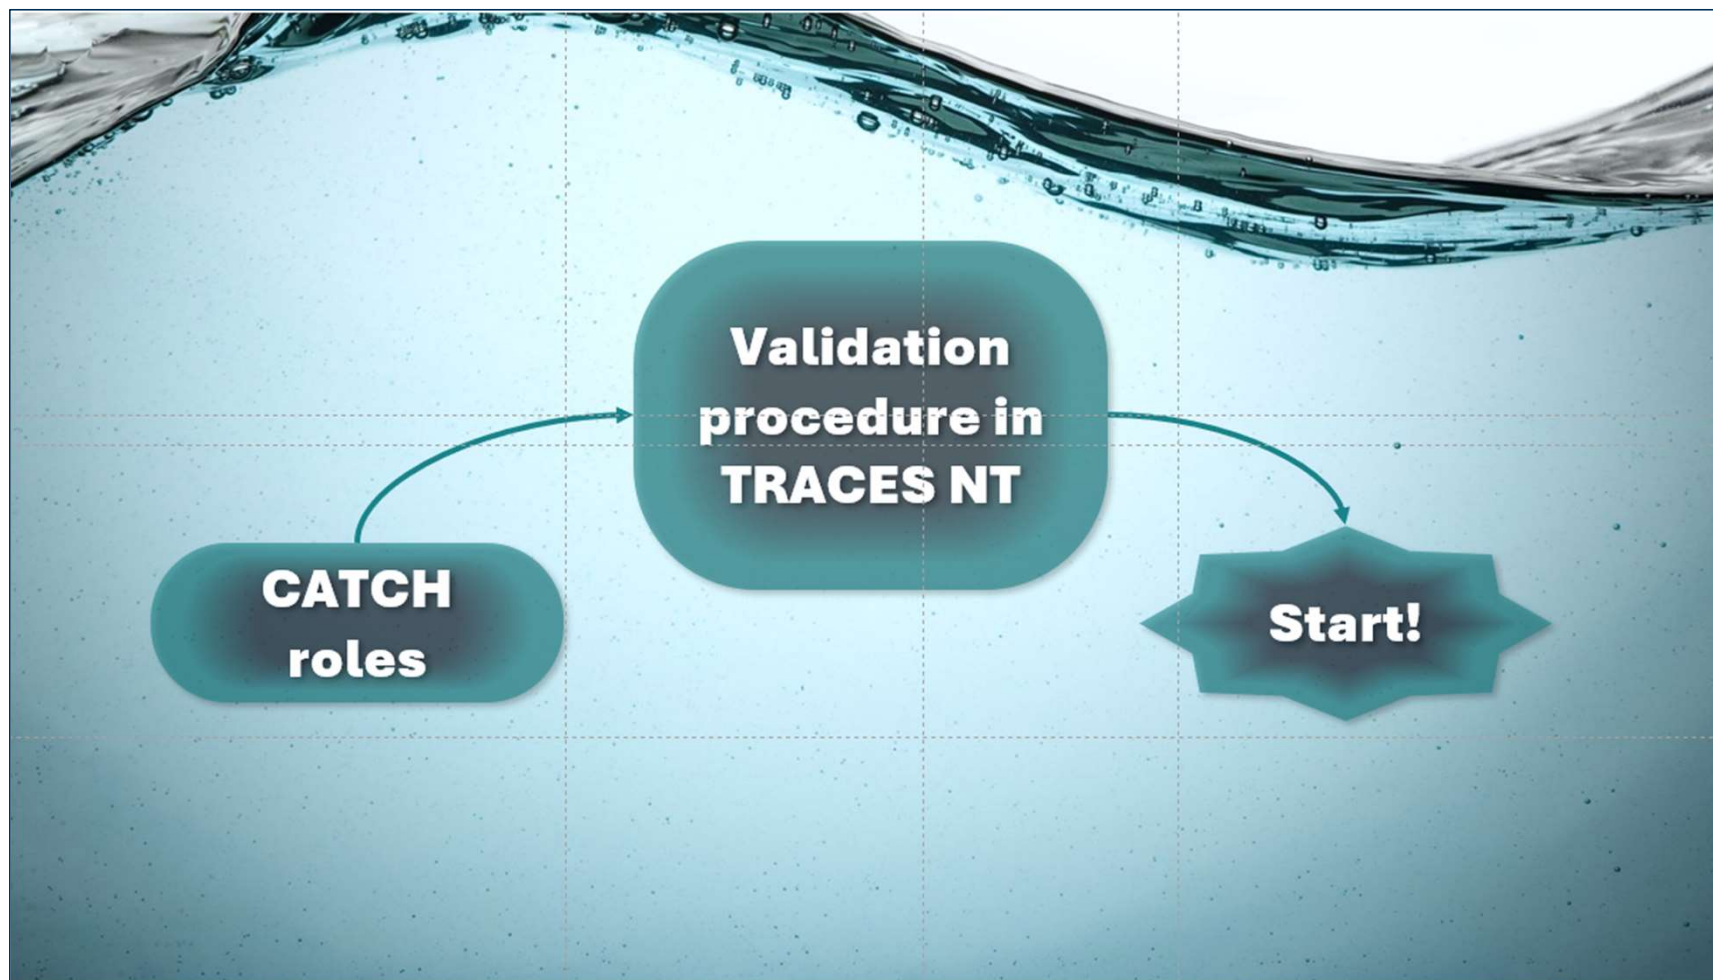 CATCH
roles
Validation
procedure in
TRACES NT
Start!